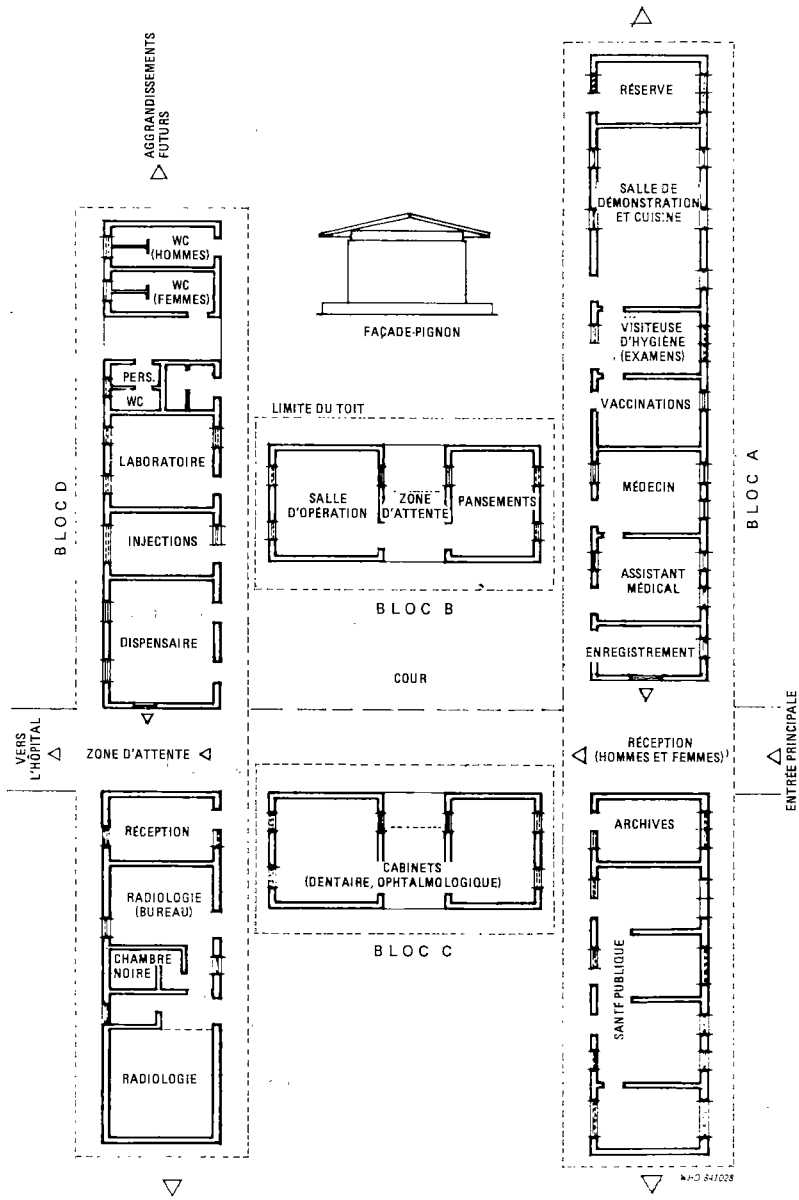 AGGRANDISSEMENTS
FUTURS
WC
(HOMMES)
WC
(FEMMES)
PERS.
WC
LABORATOIRE
INJECTIONS
DISPENSAIRE
BLOC D
FAÇADE-PIGNON
LIMITE DU TOIT
SALLE
D'OPÉRATION
ZONE
D'ATTENTE
PANSEMENTS
BLOC B
COUR
RÉSERVE
SALLE DE
DÉMONSTRATION
ET CUISINE
VISITEUSE
D'HYGIÈNE
(EXAMENS)
VACCINATIONS
MÉDECIN
ASSISTANT
MÉDICAL
ENREGISTREMENT
BLOC A
VERS
L'HÔPITAL
ZONE D'ATTENTE
RÉCEPTION
(HOMMES ET FEMMES)
ENTRÉE PRINCIPALE
RÉCEPTION
RADIOLOGIE
(BUREAU)
CHAMBRE
NOIRE
RADIOLOGIE
CABINETS
(DENTAIRE, OPHTALMOLOGIQUE)
BLOC C
ARCHIVES
SANTÉ PUBLIQUE
WHO 841028